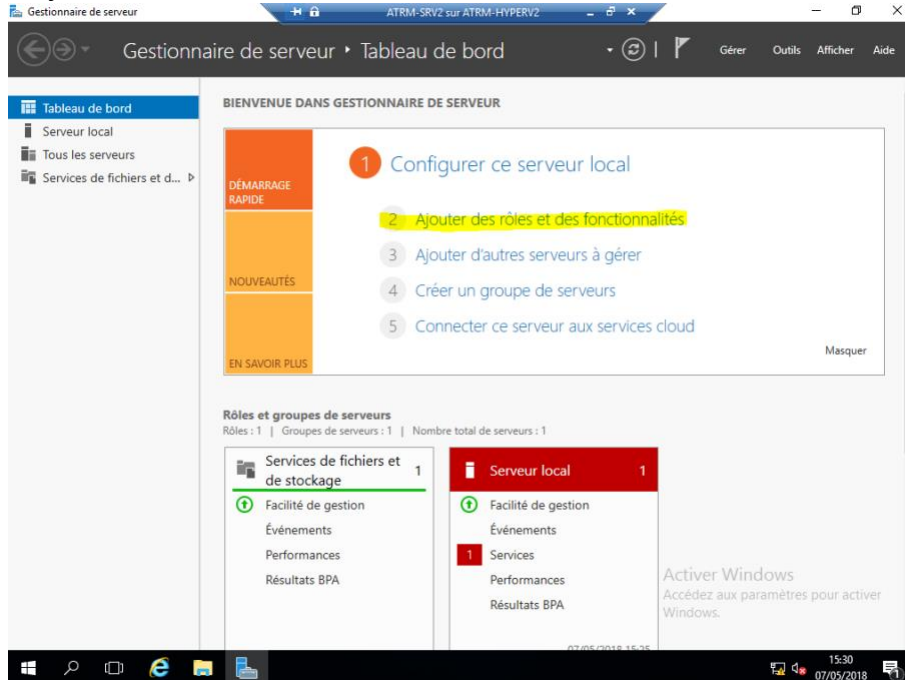 Gestionnaire de serveur
ATRM-SRV2 sur ATRM-HYPERV2
Gestionnaire de serveur ‣ Tableau de bord
Gérer Outils Afficher Aide
Tableau de bord
Serveur local
Tous les serveurs
Services de fichiers et d...
BIENVENUE DANS GESTIONNAIRE DE SERVEUR
DÉMARRAGE
RAPIDE
NOUVEAUTÉS
EN SAVOIR PLUS
1 Configurer ce serveur local
2 Ajouter des rôles et des fonctionnalités
3 Ajouter d'autres serveurs à gérer
4 Créer un groupe de serveurs
5 Connecter ce serveur aux services cloud
Masquer
Rôles et groupes de serveurs
Rôles : 1 | Groupes de serveurs : 1 | Nombre total de serveurs : 1
Services de fichiers et
de stockage
1
Facilité de gestion
Événements
Performances
Résultats BPA
Serveur local 1
Facilité de gestion
Événements
1 Services
Performances
Résultats BPA
07/05/2018 15:25
Activer Windows
Accédez aux paramètres pour activer
Windows.
15:30
07/05/2018
1